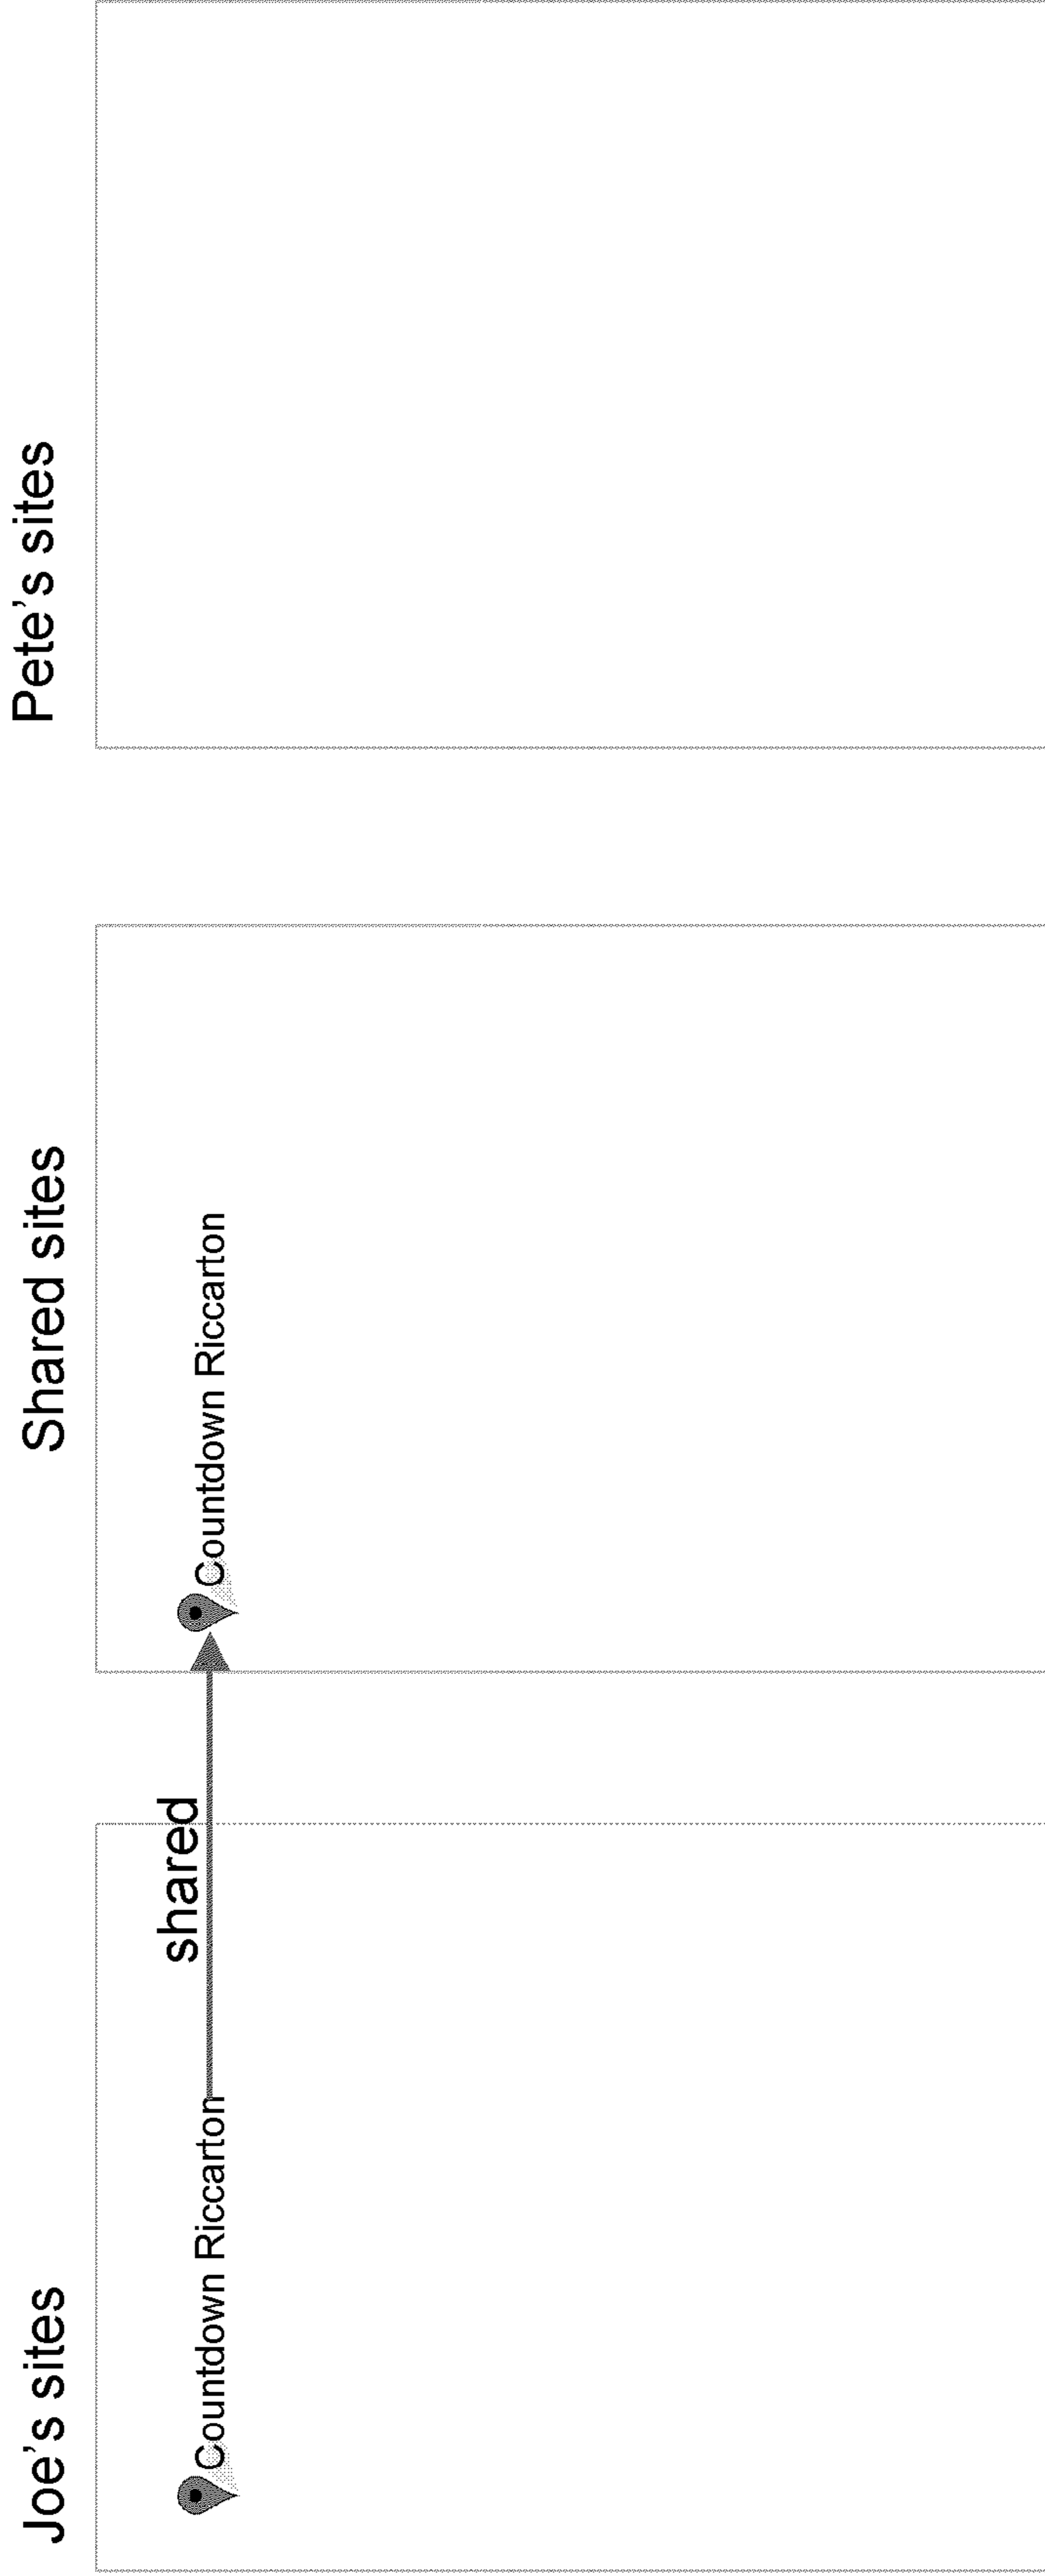 Joe's sites
Shared sites
Pete's sites
Countdown Riccarton
shared
Countdown Riccarton